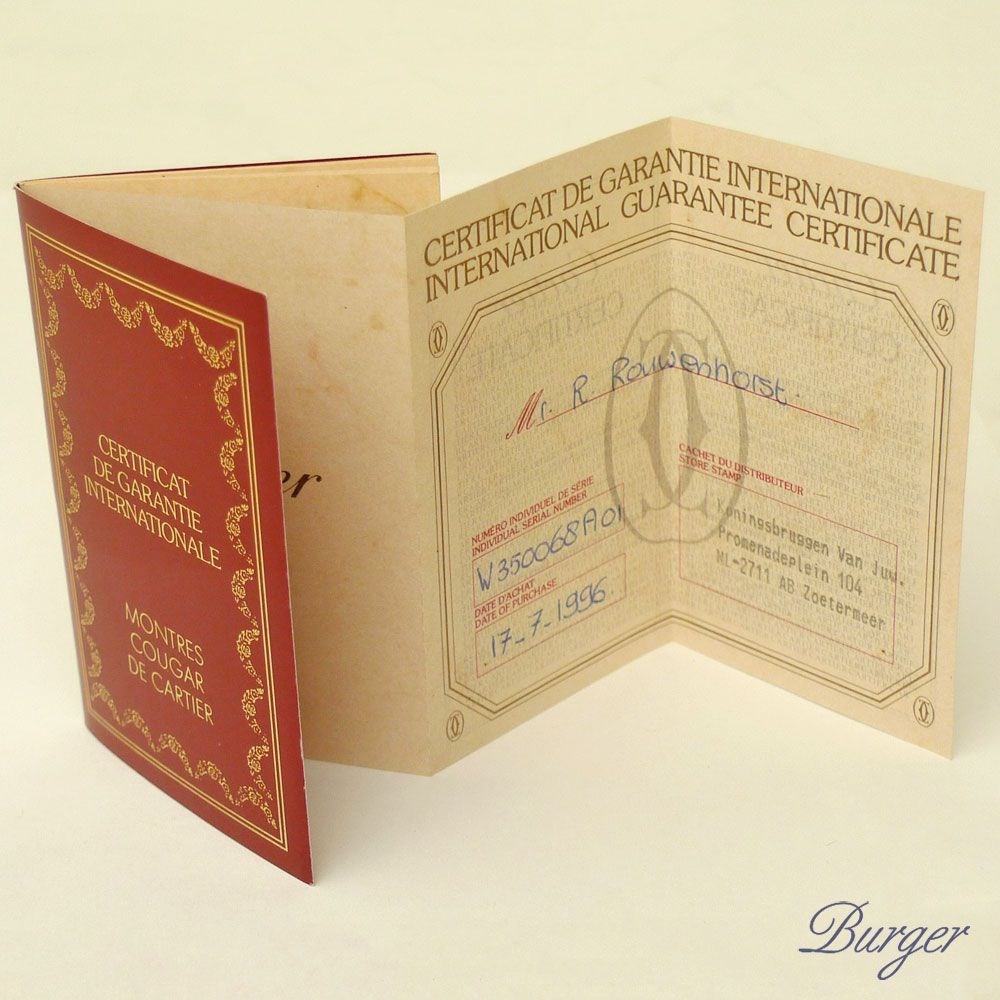 CERTIFICAT
DE GARANTIE
INTERNATIONALE
MONTRES
COUGAR
DE CARTIER
er
CERTIFICAT DE GARANTIE INTERNATIONALE
INTERNATIONAL GUARANTEE CERTIFICATE
Mr. R. Rouwenhorst.
NUMÉRO INDIVIDUEL DE SÉRIE
INDIVIDUAL SERIAL NUMBER
W350068A01
DATE D'ACHAT
DATE OF PURCHASE
17-7-1996
CACHET DU DISTRIBUTEUR
STORE STAMP
Koningsbruggen Van Juw.
Promenadeplein 104
NL-2711 AB Zoetermeer
Burger